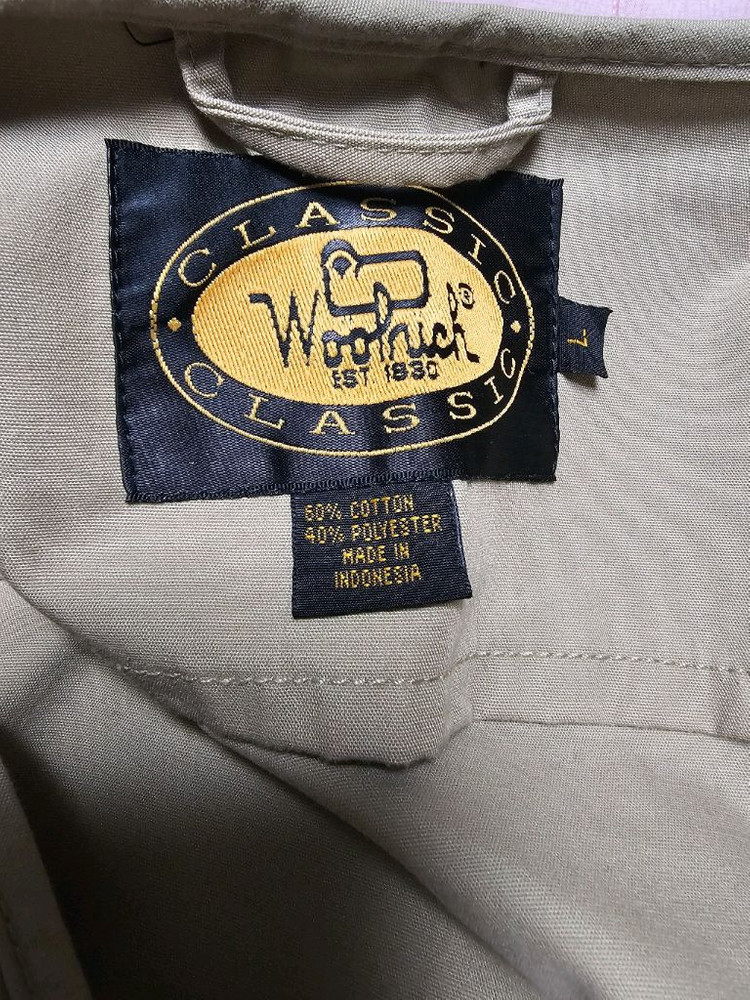 CLASSIC
Woolrich®
EST 1830
CLASSIC
L
60% COTTON
40% POLYESTER
MADE IN
INDONESIA